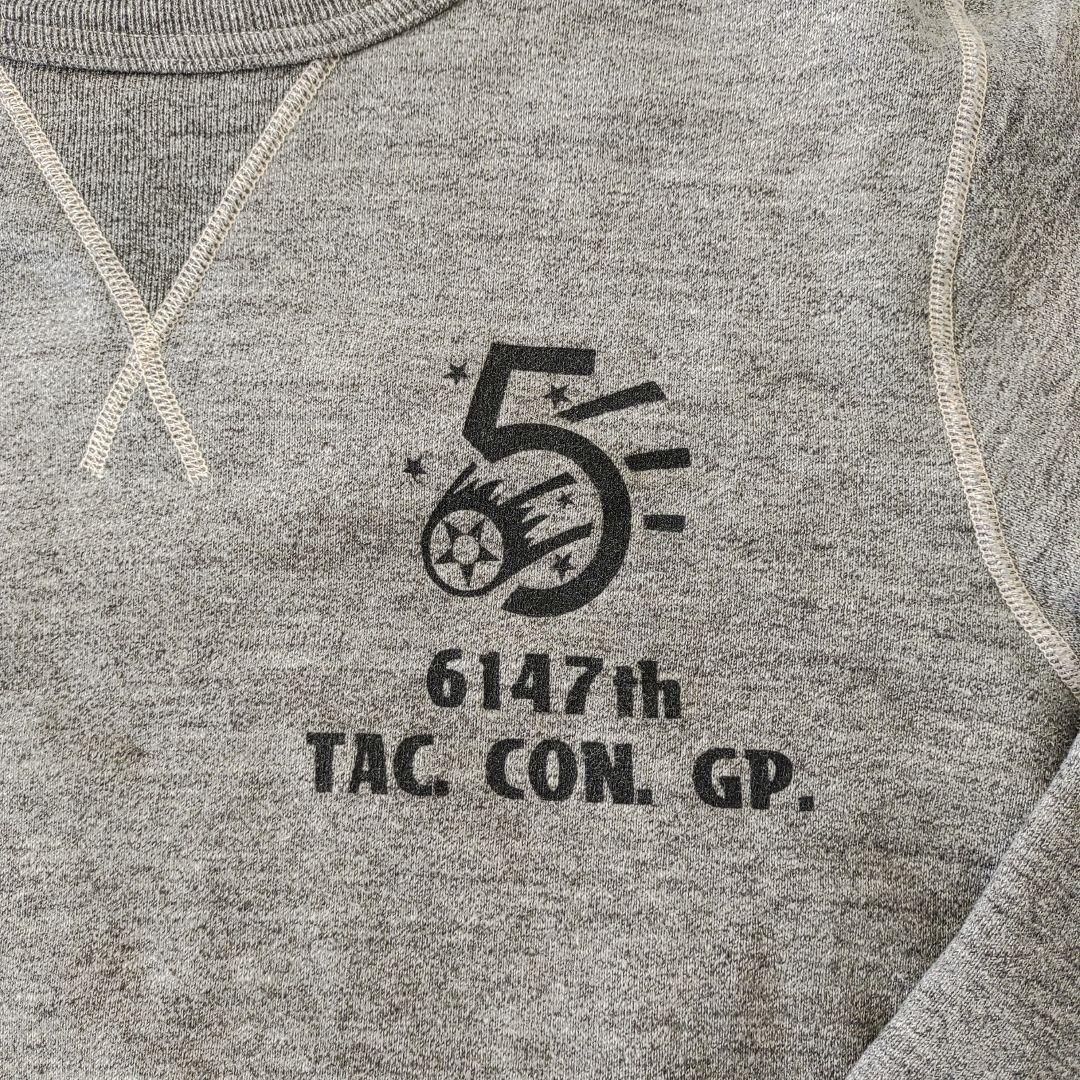 5
6147th
TAC. CON. GP.